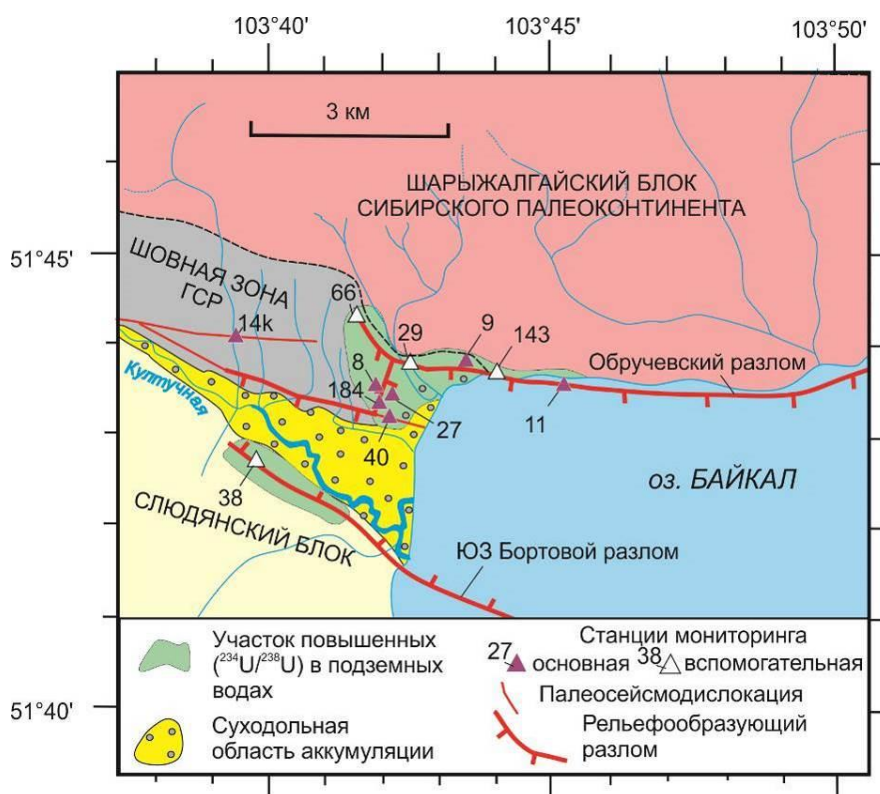 103°40' 103°45' 103°50'
3 км
ШАРЫЖАЛГАЙСКИЙ БЛОК
СИБИРСКОГО ПАЛЕОКОНТИНЕНТА
51°45'
ШОВНАЯ ЗОНА
ГСР
66
14k
29
9
143
8
Обручевский разлом
184
Култучная
27
11
40
38
оз. БАЙКАЛ
СЛЮДЯНСКИЙ БЛОК
ЮЗ Бортовой разлом
51°40'
Участок повышенных
(²³⁴U/²³⁸U) в подземных
водах
Суходольная
область аккумуляции
Станции мониторинга
27 основная 38 вспомогательная
Палеосейсмодислокация
Рельефообразующий
разлом